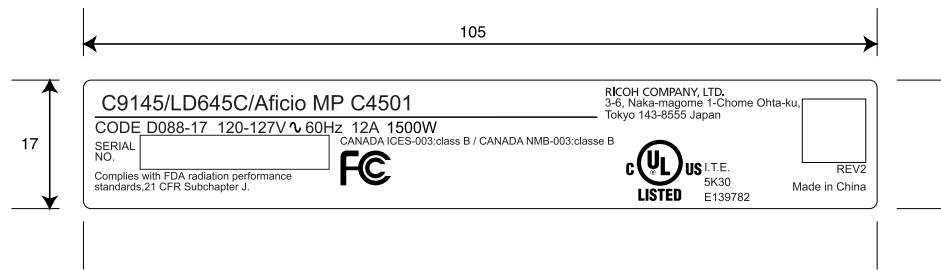 105
17
C9145/LD645C/Aficio MP C4501
CODE D088-17 120-127V ∿ 60Hz 12A 1500W
SERIAL
NO.
CANADA ICES-003:class B / CANADA NMB-003:classe B
Complies with FDA radiation performance
standards,21 CFR Subchapter J.
FC
RICOH COMPANY, LTD.
3-6, Naka-magome 1-Chome Ohta-ku,
Tokyo 143-8555 Japan
C UL US
®
LISTED
I.T.E.
5K30
E139782
REV2
Made in China